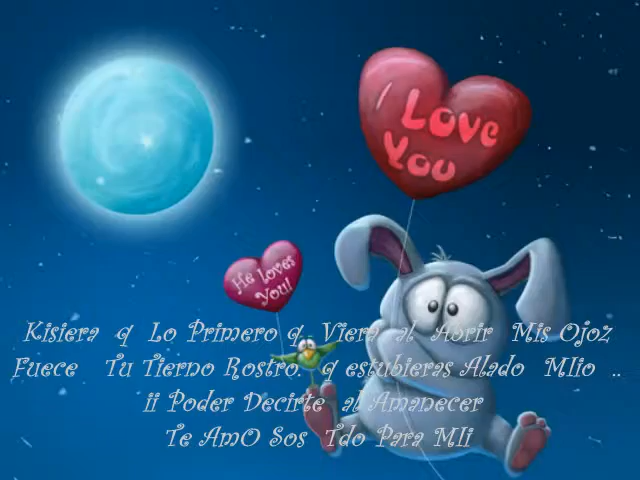 I Love
You
He loves
You!
Kisiera q Lo Primero q Viera al Abrir Mis Ojoz
Fuece Tu Tierno Rostro, q estubieras Alado MIio ..
ii Poder Decirte al Amanecer
Te AmO Sos Tdo Para MIi